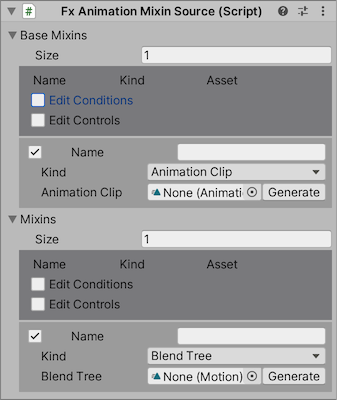 Fx Animation Mixin Source (Script)
Base Mixins
Size 1
Name Kind Asset
Edit Conditions
Edit Controls
Name
Kind Animation Clip
Animation Clip None (Animati Generate
Mixins
Size 1
Name Kind Asset
Edit Conditions
Edit Controls
Name
Kind Blend Tree
Blend Tree None (Motion) Generate